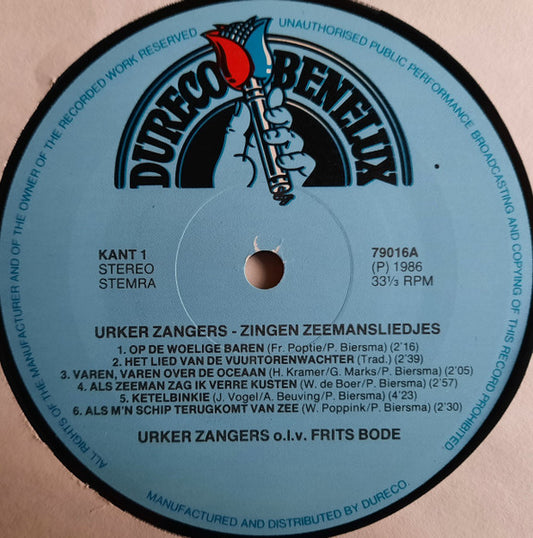 ALL RIGHTS OF THE MANUFACTURER AND OF THE OWNER OF THE RECORDED WORK RESERVED
UNAUTHORISED PUBLIC PERFORMANCE BROADCASTING AND COPYING OF THIS RECORD PROHIBITED.
DURECO BENELUX
ELSA
KANT 1
STEREO
STEMRA
79016A
(P) 1986
33⅓ RPM
URKER ZANGERS - ZINGEN ZEEMANSLIEDJES
1. OP DE WOELIGE BAREN (Fr. Poptie/P. Biersma) (2'16)
2. HET LIED VAN DE VUURTORENWACHTER (Trad.) (2'39)
3. VAREN, VAREN OVER DE OCEAAN (H. Kramer/G. Marks/P. Biersma) (2'05)
4. ALS ZEEMAN ZAG IK VERRE KUSTEN (W. de Boer/P. Biersma) (2'57)
5. KETELBINKIE (J. Vogel/A. Beuving/P. Biersma) (4'23)
6. ALS M'N SCHIP TERUGKOMT VAN ZEE (W. Poppink/P. Biersma) (2'30)
URKER ZANGERS o.l.v. FRITS BODE
MANUFACTURED AND DISTRIBUTED BY DURECO.